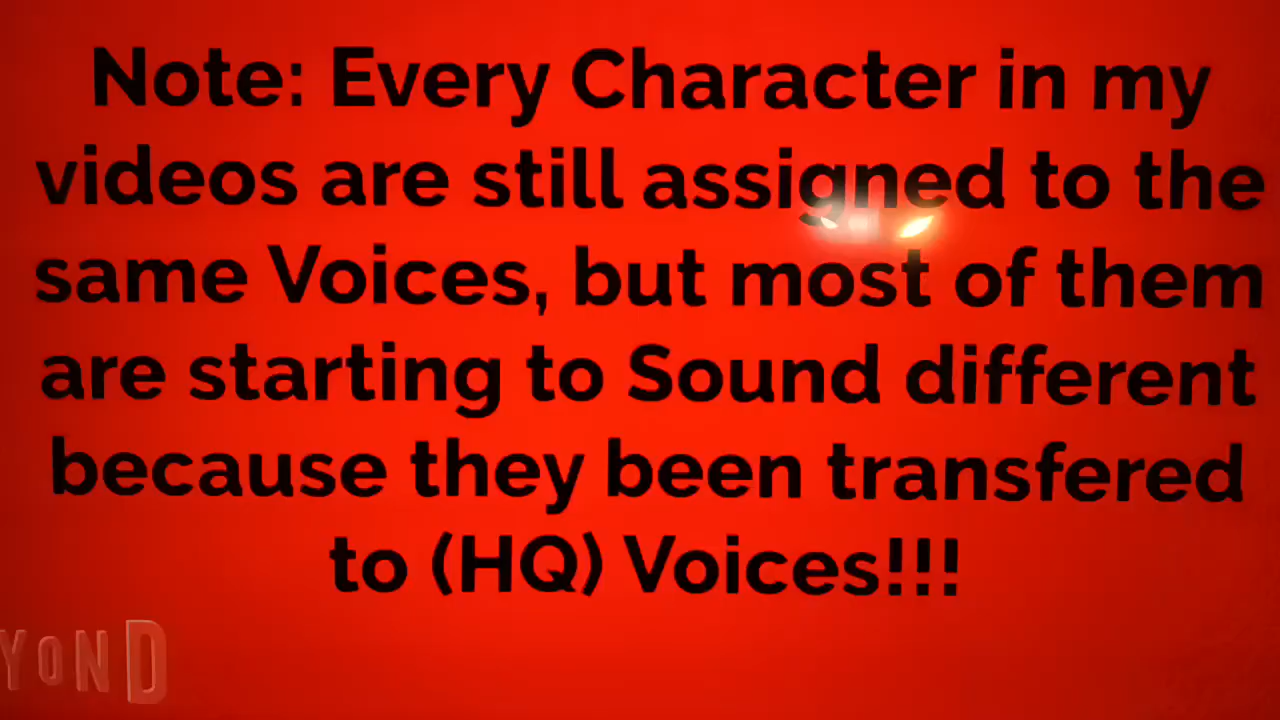 Note: Every Character in my
videos are still assigned to the
same Voices, but most of them
are starting to Sound different
because they been transfered
to (HQ) Voices!!!
YOND